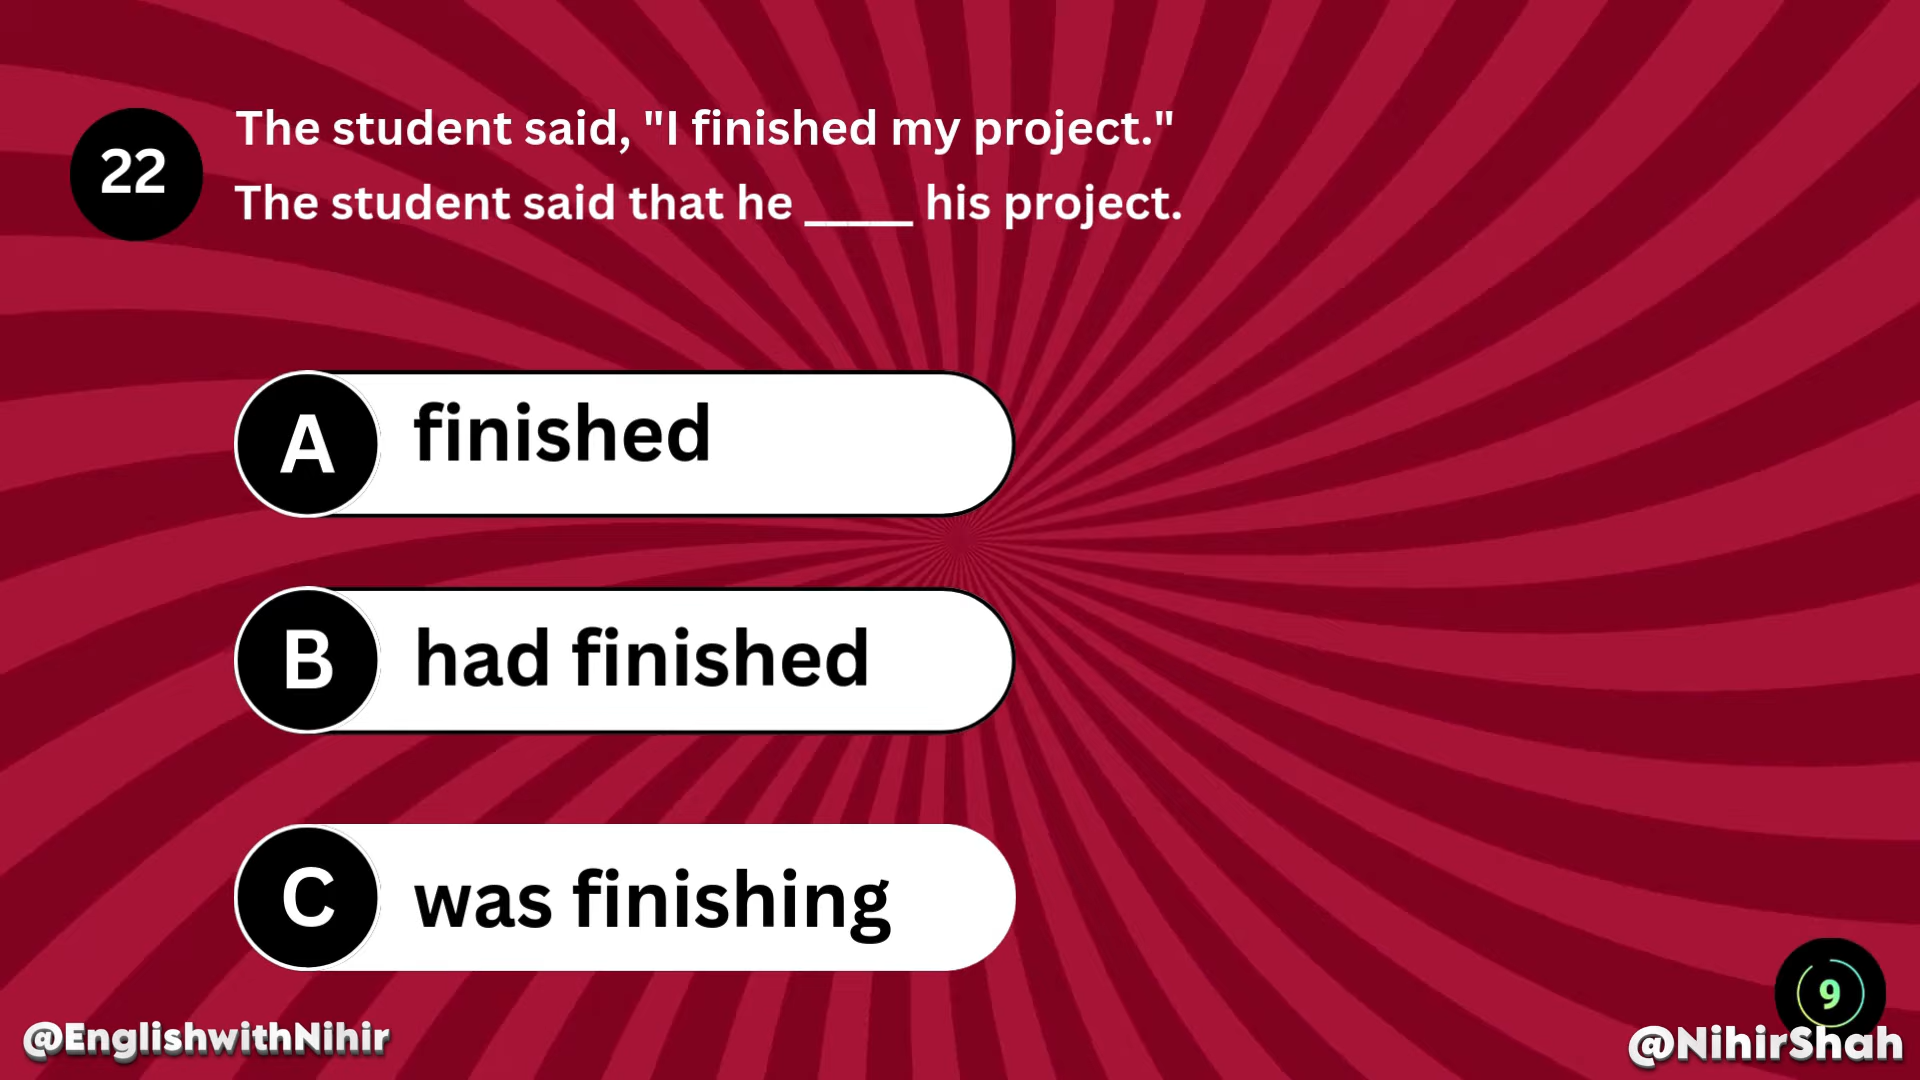 22
The student said, "I finished my project."
The student said that he _____ his project.
A finished
B had finished
C was finishing
9
@EnglishwithNihir
@NihirShah